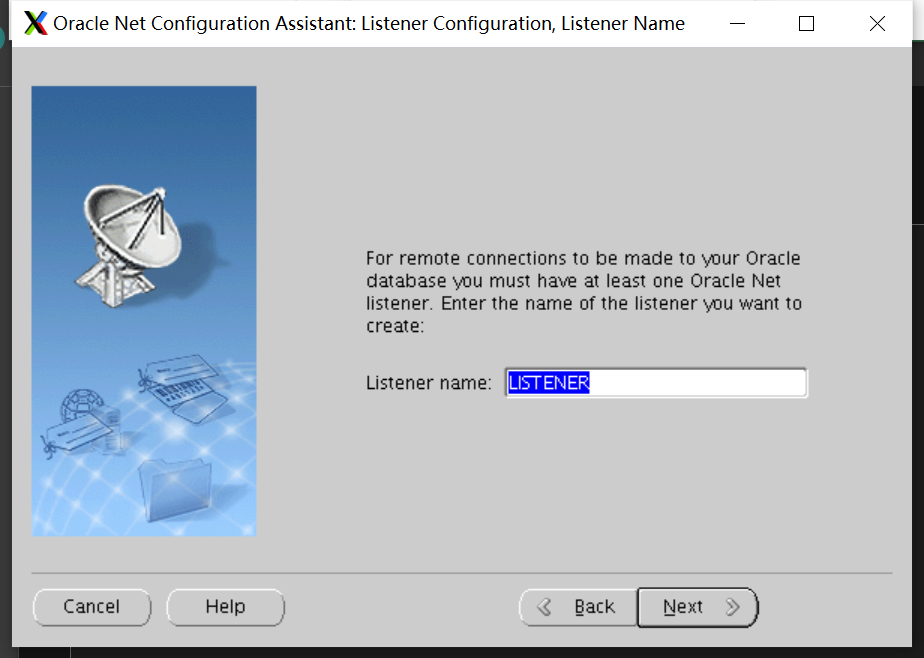 Oracle Net Configuration Assistant: Listener Configuration, Listener Name
For remote connections to be made to your Oracle
database you must have at least one Oracle Net
listener. Enter the name of the listener you want to
create:
Listener name: LISTENER
Cancel Help Back Next